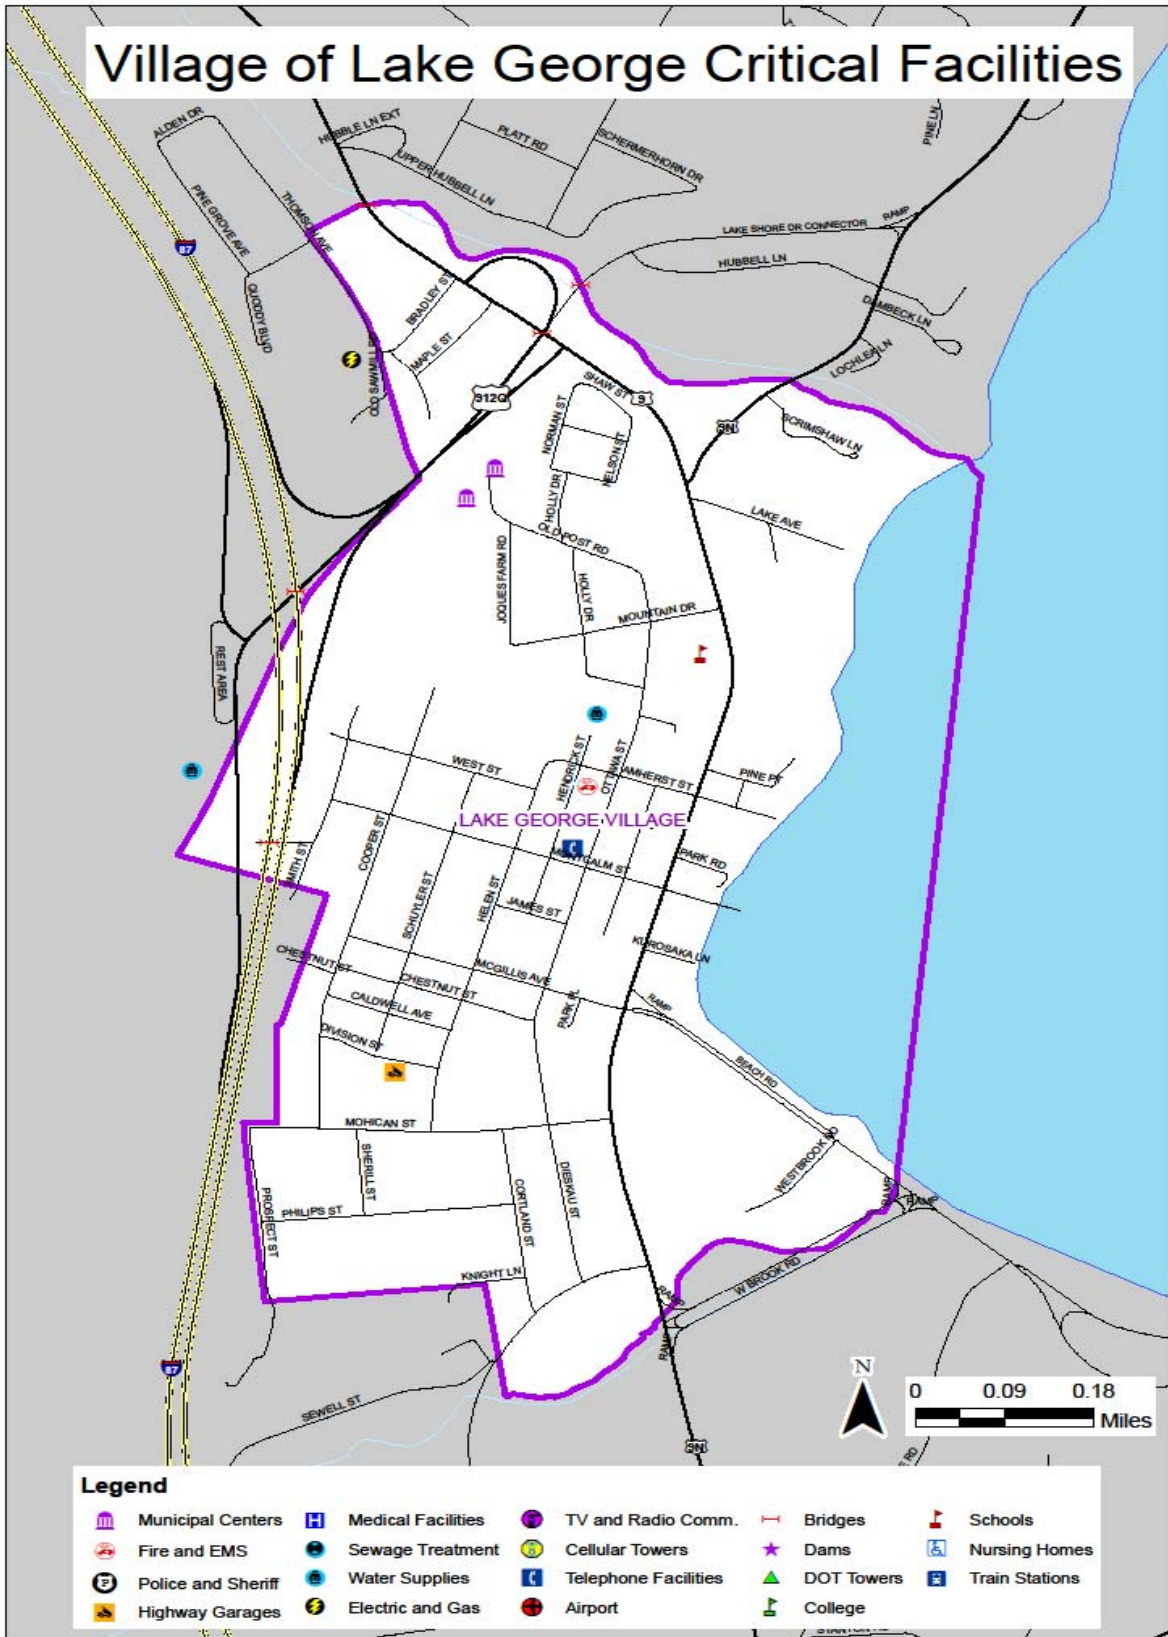 Village of Lake George Critical Facilities
ALDEN DR
HUBBLE LN EXT
PLATT RD
SCHERMERHORN DR
PINE LN
UPPER HUBBELL LN
PINE GROVE AVE
THOMSON AVE
RAMP
LAKE SHORE DR CONNECTOR
87
HUBBELL LN
QUODDY BLVD
BRADLEY ST
DAMBECK LN
MAPLE ST
LOCHLEA LN
OLD SAWMILL RD
SHAW ST
9
912Q
NORMAN ST
9N
SCRIMSHAW LN
NELSON ST
HOLLY DR
LAKE AVE
OLD POST RD
JOQUES FARM RD
HOLLY DR
MOUNTAIN DR
REST AREA
WEST ST
HENDRICK ST
OTTAWA ST
AMHERST ST
PINE PT
LAKE GEORGE VILLAGE
COOPER ST
SMITH ST
MONTCALM ST
PARK RD
SCHUYLER ST
HELEN ST
JAMES ST
KUROSAKA LN
CHESTNUT ST
MCGILLIS AVE
CHESTNUT ST
CALDWELL AVE
PARK PL
RAMP
DIVISION ST
BEACH RD
MOHICAN ST
WESTBROOK RD
SHERILL ST
DIESKAU ST
RAMP
RAMP
PROSPECT ST
PHILIPS ST
CORTLAND ST
KNIGHT LN
W BROOK RD
RAMP
RAMP
87
SEWELL ST
9N
N
0 0.09 0.18
Miles
Legend
Municipal Centers
H Medical Facilities
TV and Radio Comm.
Bridges
Schools
Fire and EMS
Sewage Treatment
Cellular Towers
Dams
Nursing Homes
P Police and Sheriff
Water Supplies
Telephone Facilities
DOT Towers
Train Stations
Highway Garages
Electric and Gas
Airport
College